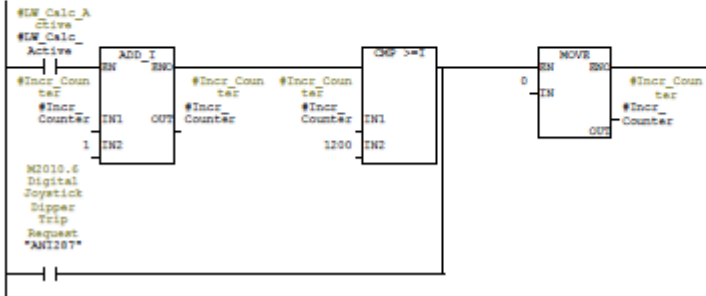 #LW_Calc_A
ctive
#LW_Calc_
Active
ADD_I
CMP >=I
MOVE
EN ENO
EN ENO
#Incr_Coun
ter
#Incr_
Counter
IN1
OUT
#Incr_Coun
ter
#Incr_
Counter
#Incr_Coun
ter
#Incr_
Counter
IN1
0
IN
#Incr_Coun
ter
#Incr_
Counter
OUT
1 IN2
1200 IN2
M2010.6
Digital
Joystick
Dipper
Trip
Request
"ANI207"